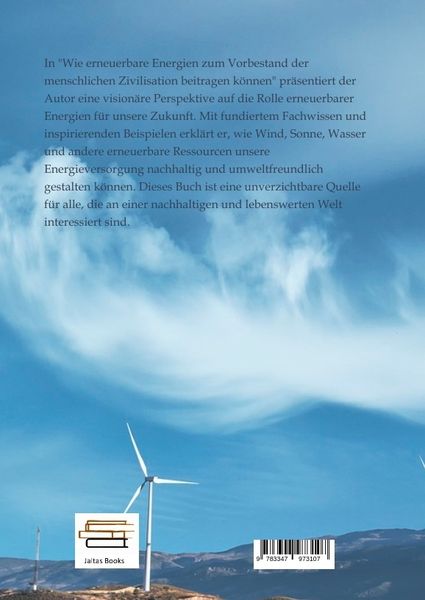 In "Wie erneuerbare Energien zum Vorbestand der
menschlichen Zivilisation beitragen können" präsentiert der
Autor eine visionäre Perspektive auf die Rolle erneuerbarer
Energien für unsere Zukunft. Mit fundiertem Fachwissen und
inspirierenden Beispielen erklärt er, wie Wind, Sonne, Wasser
und andere erneuerbare Ressourcen unsere
Energieversorgung nachhaltig und umweltfreundlich
gestalten können. Dieses Buch ist eine unverzichtbare Quelle
für alle, die an einer nachhaltigen und lebenswerten Welt
interessiert sind.
Jaltas Books
9 783347 973107